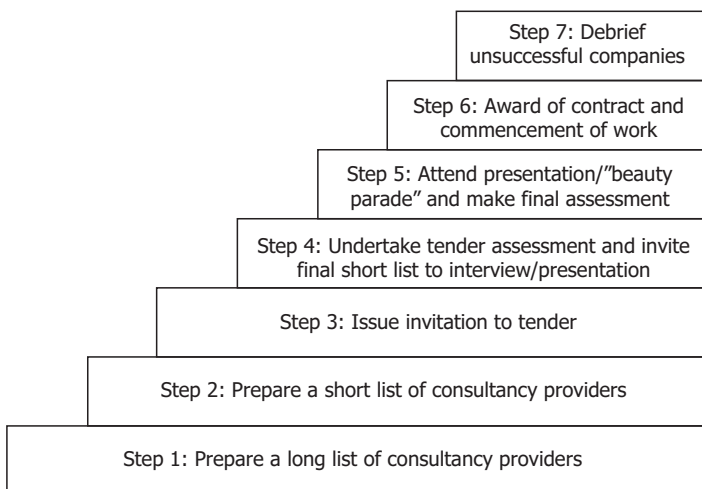 Step 7: Debrief
unsuccessful companies
Step 6: Award of contract and
commencement of work
Step 5: Attend presentation/”beauty
parade” and make final assessment
Step 4: Undertake tender assessment and invite
final short list to interview/presentation
Step 3: Issue invitation to tender
Step 2: Prepare a short list of consultancy providers
Step 1: Prepare a long list of consultancy providers